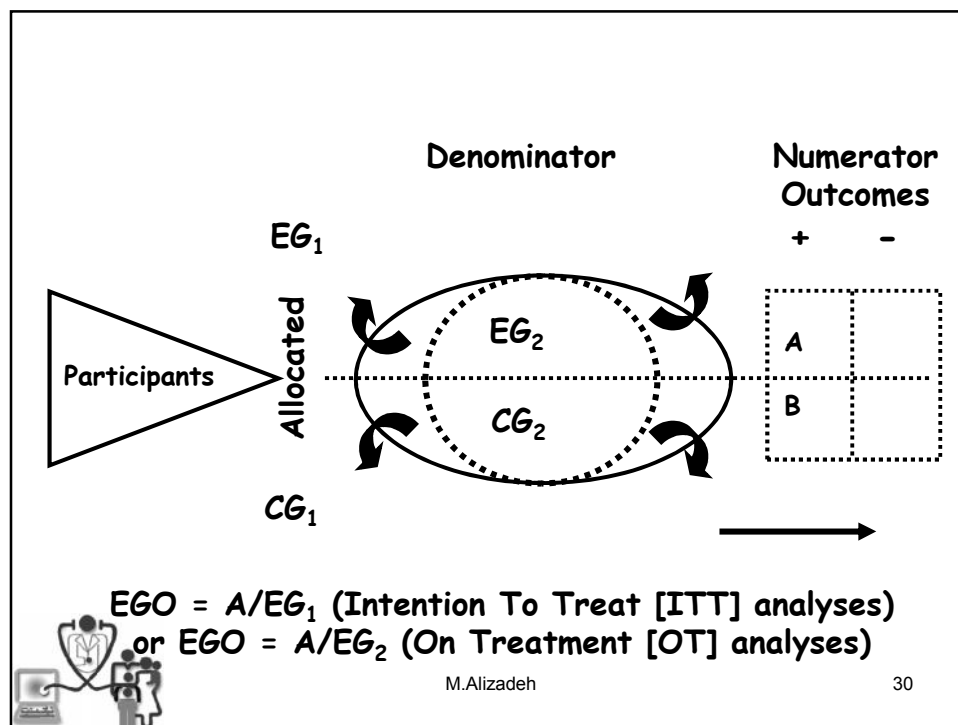 Denominator
Numerator
Outcomes
+ -
EG₁
Participants
Allocated
EG₂
CG₂
A
B
CG₁
EGO = A/EG₁ (Intention To Treat [ITT] analyses)
or EGO = A/EG₂ (On Treatment [OT] analyses)
M.Alizadeh
30